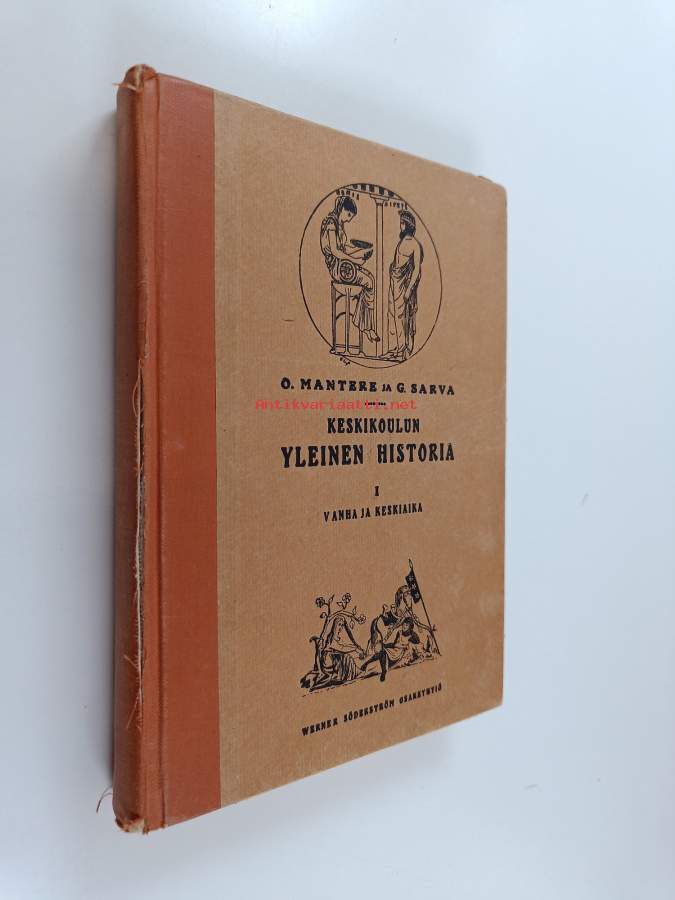 O. MANTERE JA G. SARVA
Antikvariaatti.net
KESKIKOULUN
YLEINEN HISTORIA
I
VANHA JA KESKIAIKA
WERNER SÖDERSTRÖM OSAKEYHTIÖ